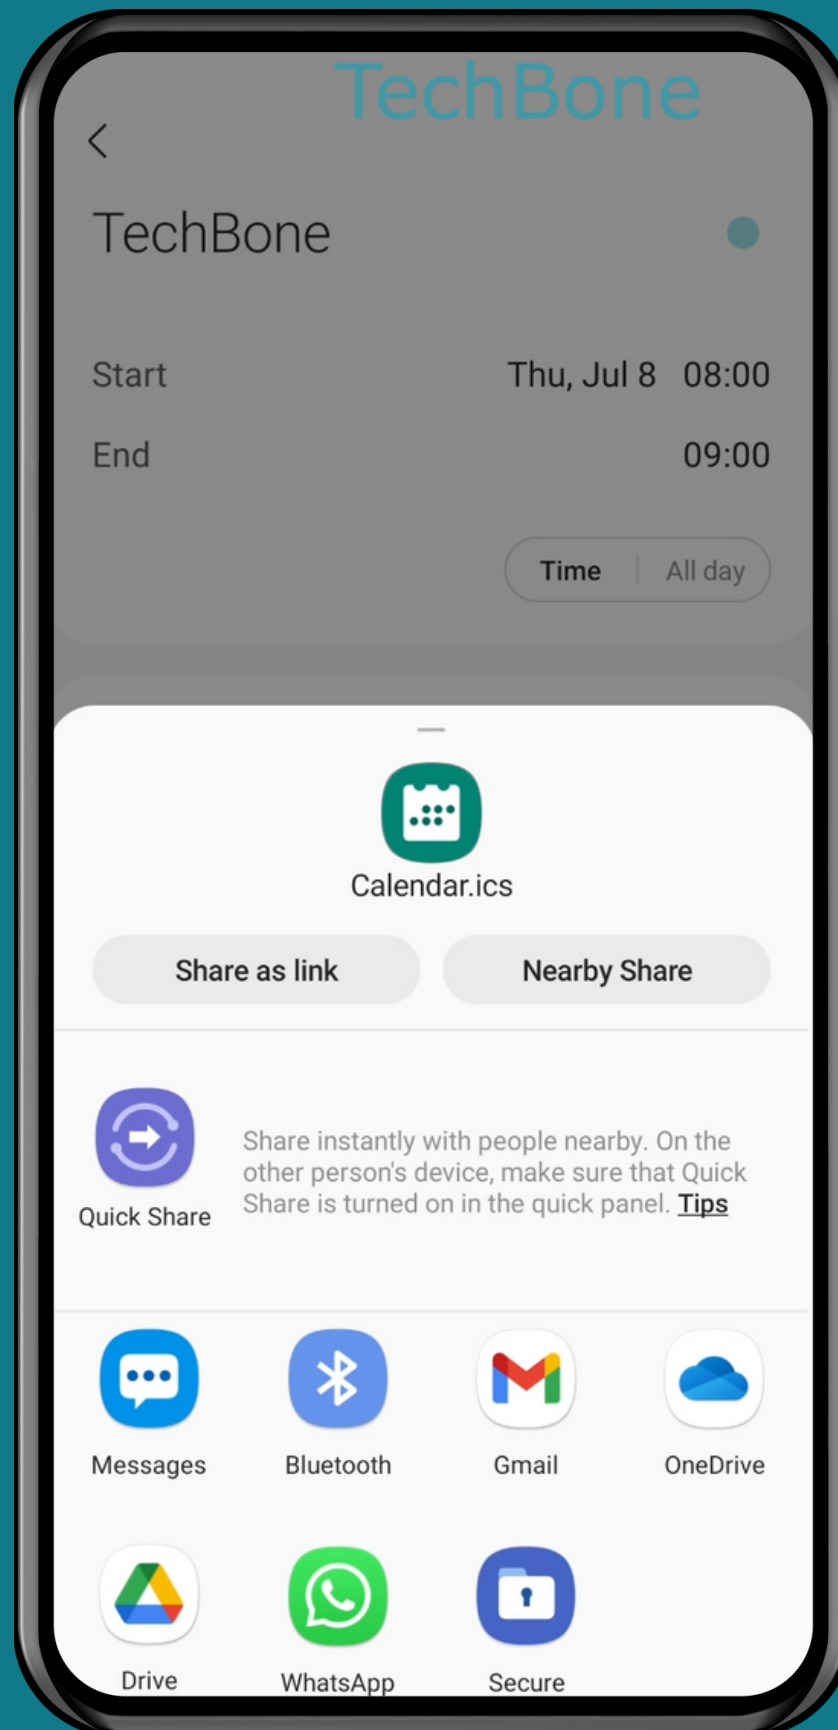 TechBone
TechBone
Start Thu, Jul 8 08:00
End 09:00
Time All day
Calendar.ics
Share as link Nearby Share
Share instantly with people nearby. On the
other person's device, make sure that Quick
Share is turned on in the quick panel. Tips
Quick Share
Messages Bluetooth Gmail OneDrive
Drive WhatsApp Secure